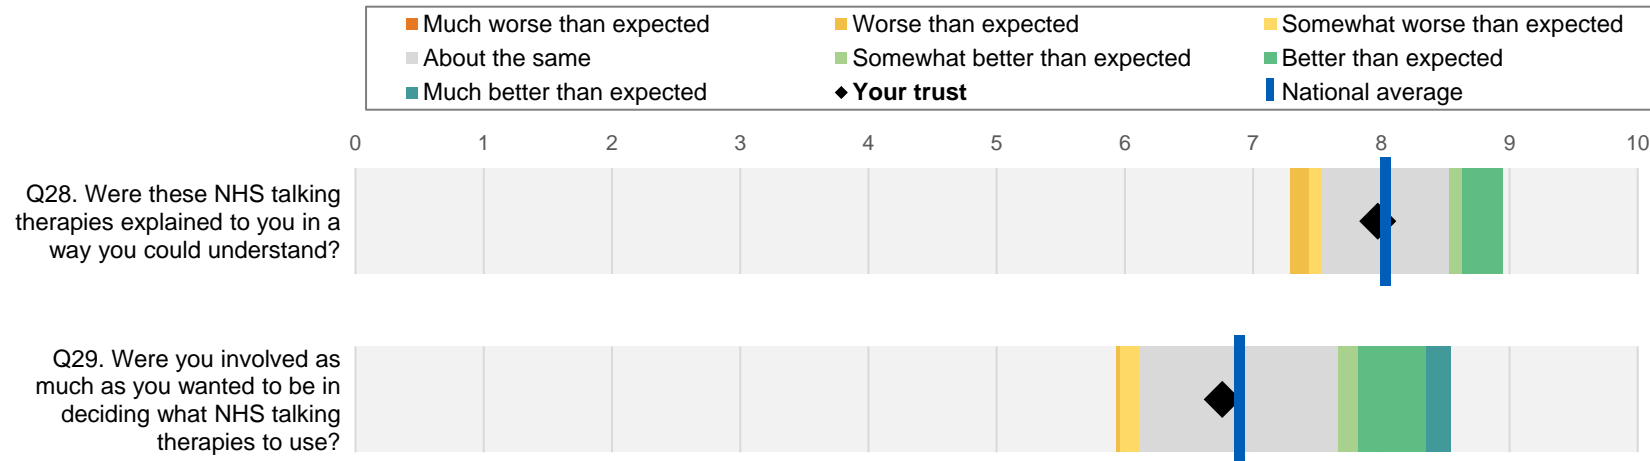 Much worse than expected
Worse than expected
Somewhat worse than expected
About the same
Somewhat better than expected
Better than expected
Much better than expected
Your trust
National average
0 1 2 3 4 5 6 7 8 9 10
Q28. Were these NHS talking
therapies explained to you in a
way you could understand?
Q29. Were you involved as
much as you wanted to be in
deciding what NHS talking
therapies to use?